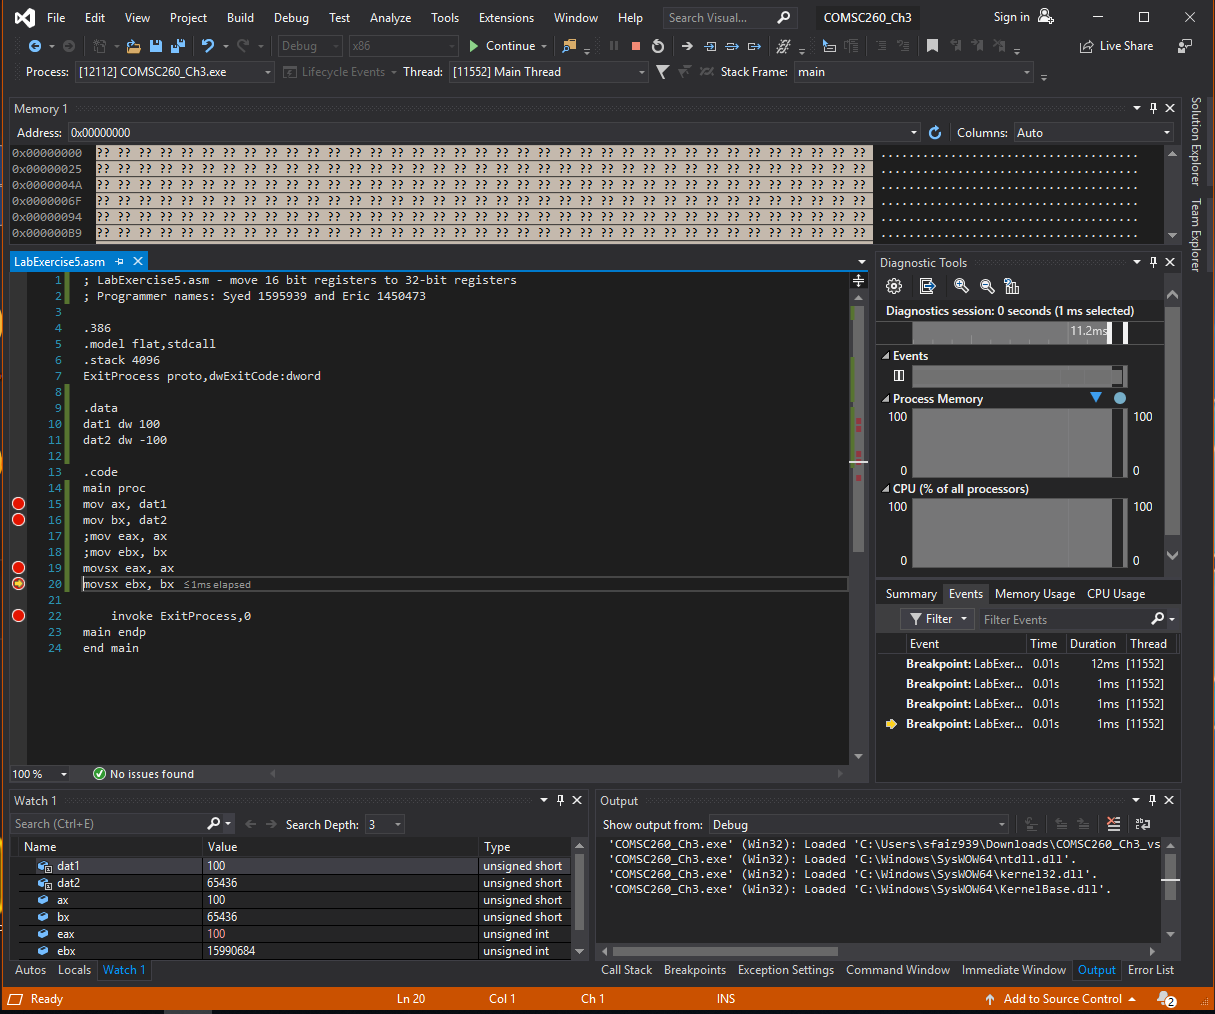 File Edit View Project Build Debug Test Analyze Tools Extensions Window Help Search Visual... COMSC260_Ch3 Sign in
Debug x86 Continue Live Share
Process: [12112] COMSC260_Ch3.exe Lifecycle Events Thread: [11552] Main Thread Stack Frame: main
Memory 1
Address: 0x00000000 Columns: Auto
0x00000000 ?? ?? ?? ?? ?? ?? ?? ?? ?? ?? ?? ?? ?? ?? ?? ?? ?? ?? ?? ?? ?? ?? ?? ?? ?? ?? ?? ?? ?? ?? ?? ?? ?? ?? ?? ?? ?? .....................................
0x00000025 ?? ?? ?? ?? ?? ?? ?? ?? ?? ?? ?? ?? ?? ?? ?? ?? ?? ?? ?? ?? ?? ?? ?? ?? ?? ?? ?? ?? ?? ?? ?? ?? ?? ?? ?? ?? ?? .....................................
0x0000004A ?? ?? ?? ?? ?? ?? ?? ?? ?? ?? ?? ?? ?? ?? ?? ?? ?? ?? ?? ?? ?? ?? ?? ?? ?? ?? ?? ?? ?? ?? ?? ?? ?? ?? ?? ?? ?? .....................................
0x0000006F ?? ?? ?? ?? ?? ?? ?? ?? ?? ?? ?? ?? ?? ?? ?? ?? ?? ?? ?? ?? ?? ?? ?? ?? ?? ?? ?? ?? ?? ?? ?? ?? ?? ?? ?? ?? ?? .....................................
0x00000094 ?? ?? ?? ?? ?? ?? ?? ?? ?? ?? ?? ?? ?? ?? ?? ?? ?? ?? ?? ?? ?? ?? ?? ?? ?? ?? ?? ?? ?? ?? ?? ?? ?? ?? ?? ?? ?? .....................................
0x000000B9 ?? ?? ?? ?? ?? ?? ?? ?? ?? ?? ?? ?? ?? ?? ?? ?? ?? ?? ?? ?? ?? ?? ?? ?? ?? ?? ?? ?? ?? ?? ?? ?? ?? ?? ?? ?? ?? .....................................
Solution Explorer
Team Explorer
LabExercise5.asm
1 ; LabExercise5.asm - move 16 bit registers to 32-bit registers
2 ; Programmer names: Syed 1595939 and Eric 1450473
3
4 .386
5 .model flat,stdcall
6 .stack 4096
7 ExitProcess proto,dwExitCode:dword
8
9 .data
10 dat1 dw 100
11 dat2 dw -100
12
13 .code
14 main proc
15 mov ax, dat1
16 mov bx, dat2
17 ;mov eax, ax
18 ;mov ebx, bx
19 movsx eax, ax
20 movsx ebx, bx ≤1ms elapsed
21
22 invoke ExitProcess,0
23 main endp
24 end main
100 % No issues found
Diagnostic Tools
Diagnostics session: 0 seconds (1 ms selected)
11.2ms
Events
Process Memory
100 100
0 0
CPU (% of all processors)
100 100
0 0
Summary Events Memory Usage CPU Usage
Filter Filter Events
Event Time Duration Thread
Breakpoint: LabExer... 0.01s 12ms [11552]
Breakpoint: LabExer... 0.01s 1ms [11552]
Breakpoint: LabExer... 0.01s 1ms [11552]
Breakpoint: LabExer... 0.01s 1ms [11552]
Watch 1
Search (Ctrl+E) Search Depth: 3
Name Value Type
dat1 100 unsigned short
dat2 65436 unsigned short
ax 100 unsigned short
bx 65436 unsigned short
eax 100 unsigned int
ebx 15990684 unsigned int
Autos Locals Watch 1
Output
Show output from: Debug
'COMSC260_Ch3.exe' (Win32): Loaded 'C:\Users\sfaiz939\Downloads\COMSC260_Ch3_vs
'COMSC260_Ch3.exe' (Win32): Loaded 'C:\Windows\SysWOW64\ntdll.dll'.
'COMSC260_Ch3.exe' (Win32): Loaded 'C:\Windows\SysWOW64\kernel32.dll'.
'COMSC260_Ch3.exe' (Win32): Loaded 'C:\Windows\SysWOW64\KernelBase.dll'.
Call Stack Breakpoints Exception Settings Command Window Immediate Window Output Error List
Ready Ln 20 Col 1 Ch 1 INS Add to Source Control 2